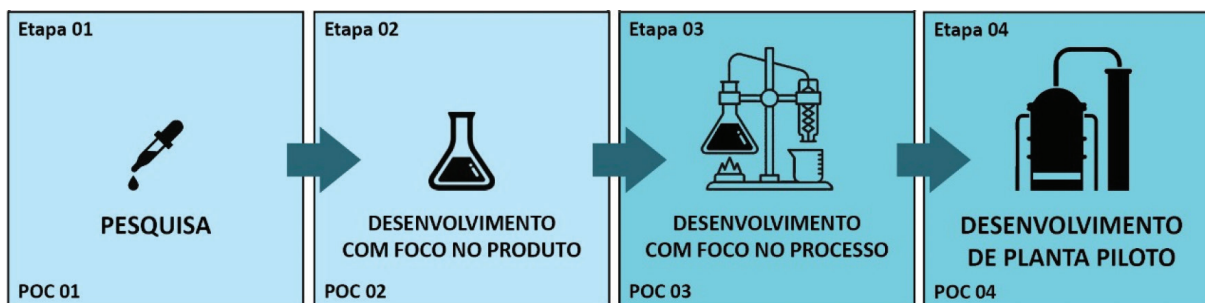 Etapa 01
PESQUISA
POC 01
Etapa 02
DESENVOLVIMENTO
COM FOCO NO PRODUTO
POC 02
Etapa 03
DESENVOLVIMENTO
COM FOCO NO PROCESSO
POC 03
Etapa 04
DESENVOLVIMENTO
DE PLANTA PILOTO
POC 04